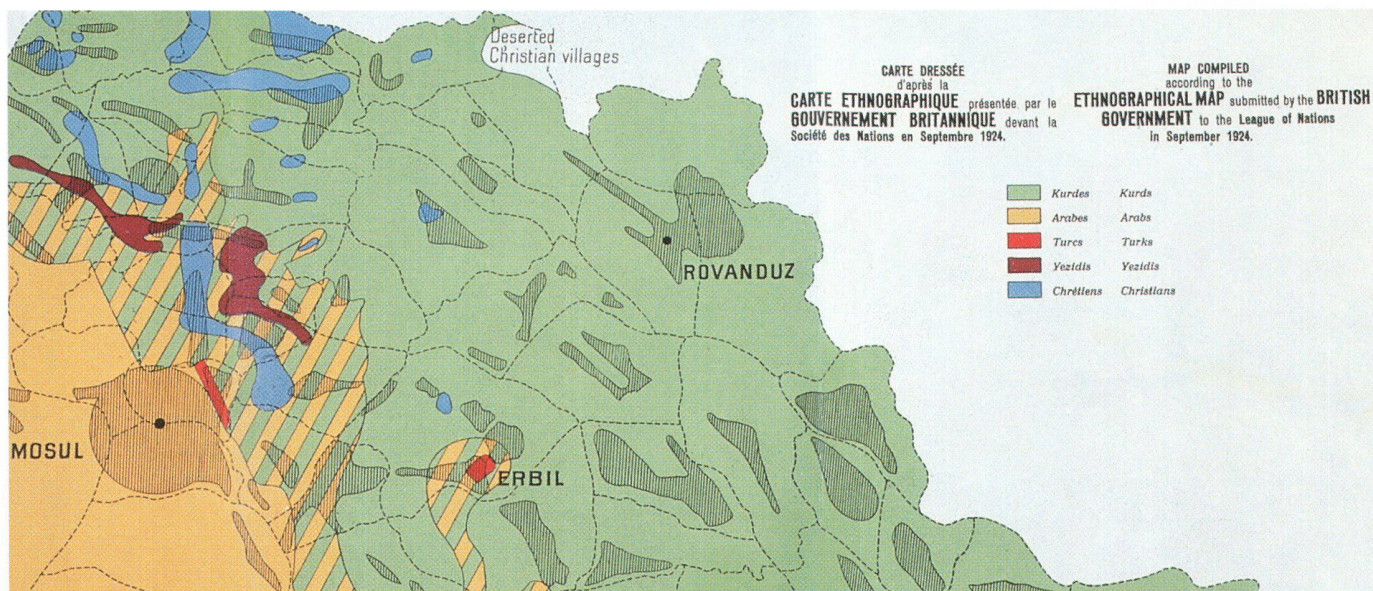 Deserted
Christian villages
CARTE DRESSÉE
d'après la
CARTE ETHNOGRAPHIQUE présentée par le
GOUVERNEMENT BRITANNIQUE devant la
Société des Nations en Septembre 1924.
MAP COMPILED
according to the
ETHNOGRAPHICAL MAP submitted by the BRITISH
GOVERNMENT to the League of Nations
in September 1924.
Kurdes Kurds
Arabes Arabs
Turcs Turks
Yezidis Yezidis
Chrétiens Christians
ROVANDUZ
MOSUL
ERBIL